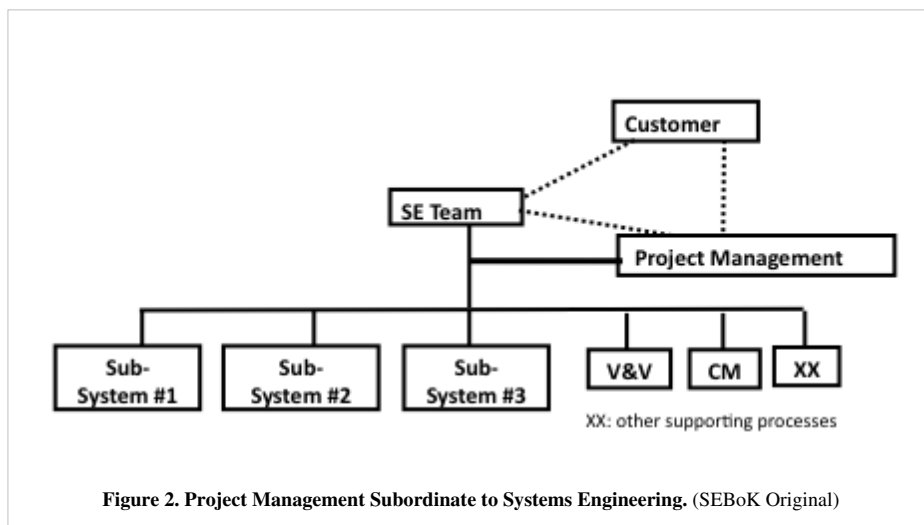 Customer
SE Team
Project Management
Sub-
System #1
Sub-
System #2
Sub-
System #3
V&V
CM
XX
XX: other supporting processes
Figure 2. Project Management Subordinate to Systems Engineering. (SEBoK Original)